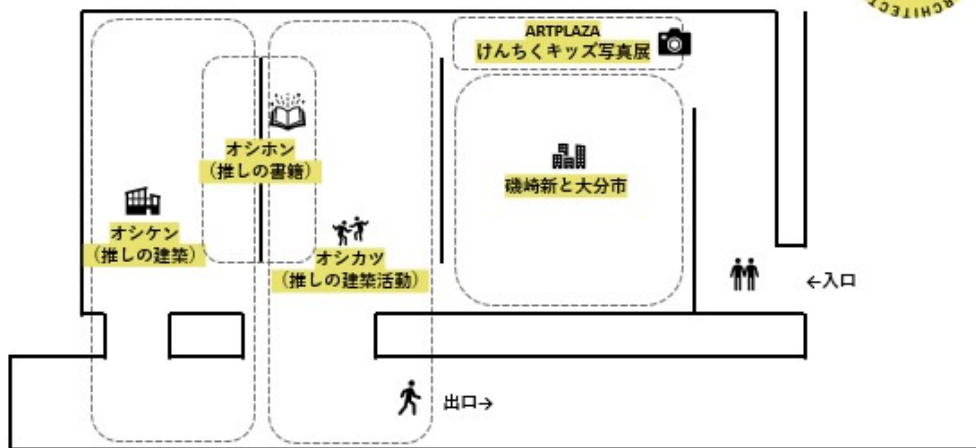 ARCHITECT
ARTPLAZA
けんちくキッズ写真展
オシホン
（推しの書籍）
磯崎新と大分市
オシケン
（推しの建築）
オシカツ
（推しの建築活動）
←入口
出口→